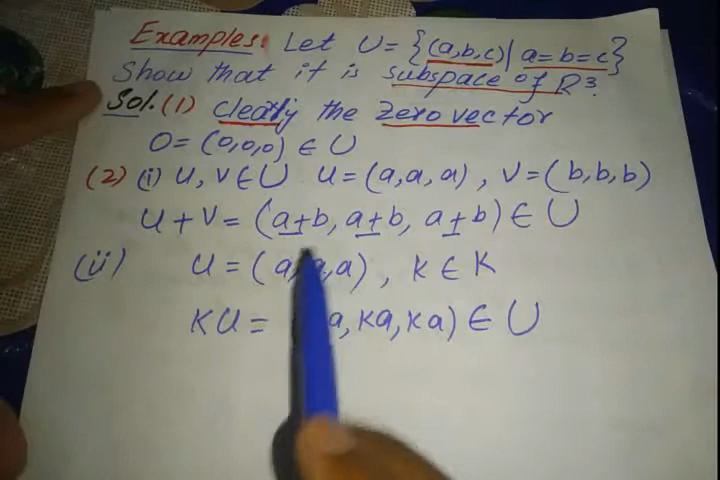 Examples: Let U = {(a,b,c) | a=b=c}
Show that it is subspace of R³.
Sol. (1) clearly the zero vector
O = (0,0,0) ∈ U
(2) (i) u, v ∈ U u = (a, a, a) , v = (b, b, b)
u + v = (a+b, a+b, a+b) ∈ U
(ii) u = (a, a, a) , k ∈ K
ku = a, ka, ka) ∈ U